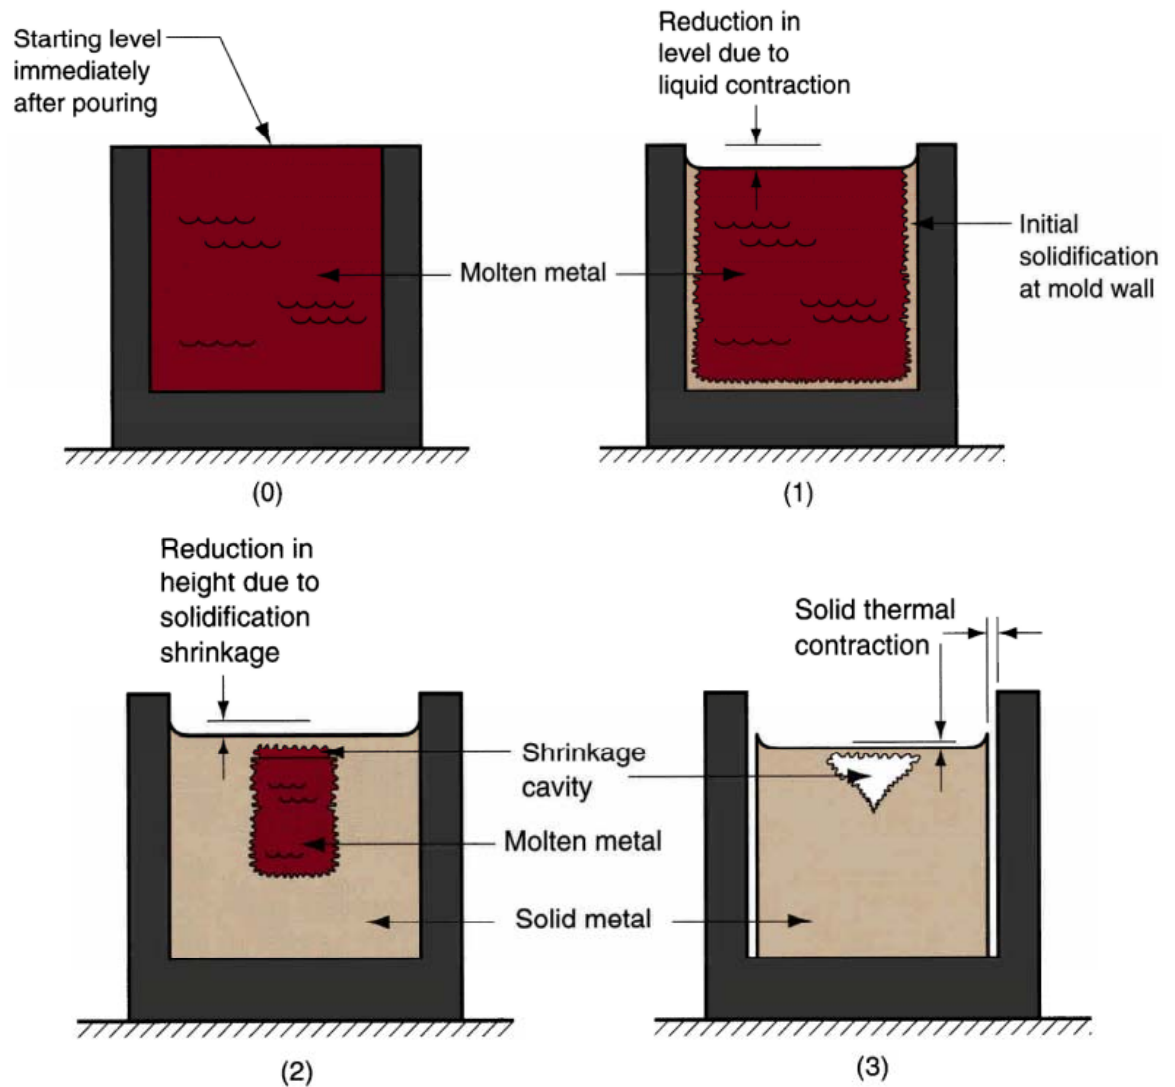 Starting level
immediately
after pouring
Reduction in
level due to
liquid contraction
Molten metal
Initial
solidification
at mold wall
(0)
(1)
Reduction in
height due to
solidification
shrinkage
Solid thermal
contraction
Shrinkage
cavity
Molten metal
Solid metal
(2)
(3)